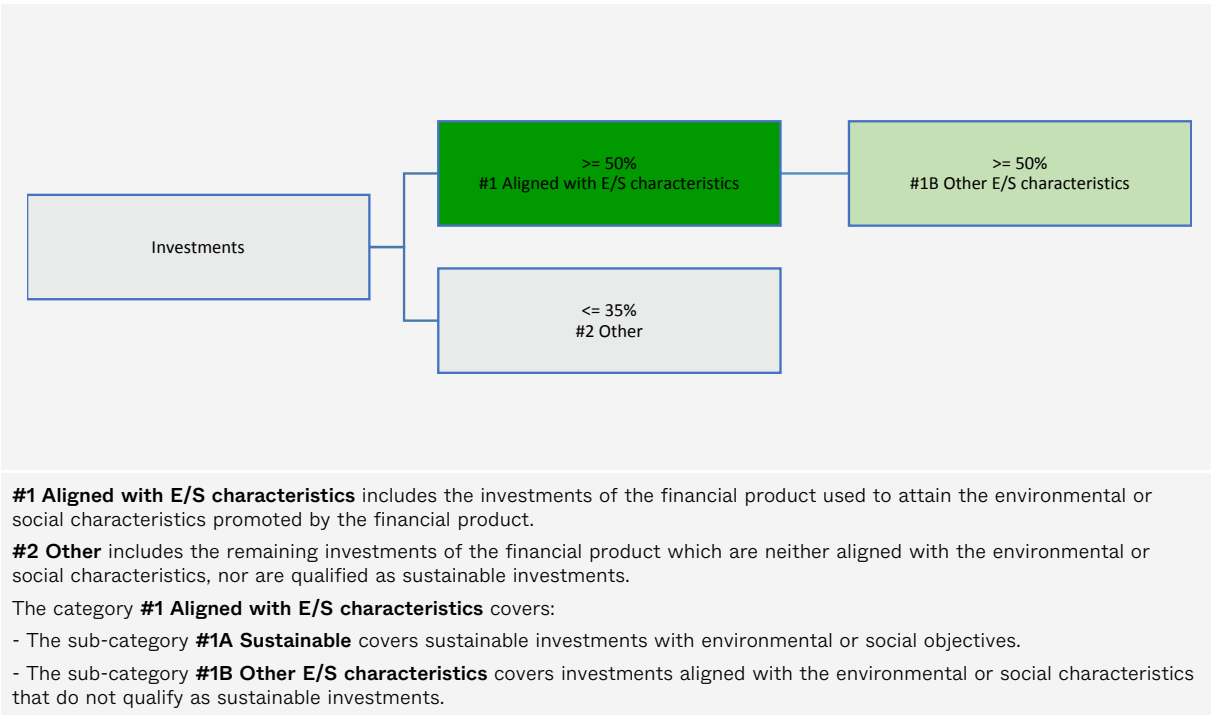 >= 50%
#1 Aligned with E/S characteristics
>= 50%
#1B Other E/S characteristics
Investments
<= 35%
#2 Other
#1 Aligned with E/S characteristics includes the investments of the financial product used to attain the environmental or
social characteristics promoted by the financial product.
#2 Other includes the remaining investments of the financial product which are neither aligned with the environmental or
social characteristics, nor are qualified as sustainable investments.
The category #1 Aligned with E/S characteristics covers:
- The sub-category #1A Sustainable covers sustainable investments with environmental or social objectives.
- The sub-category #1B Other E/S characteristics covers investments aligned with the environmental or social characteristics
that do not qualify as sustainable investments.